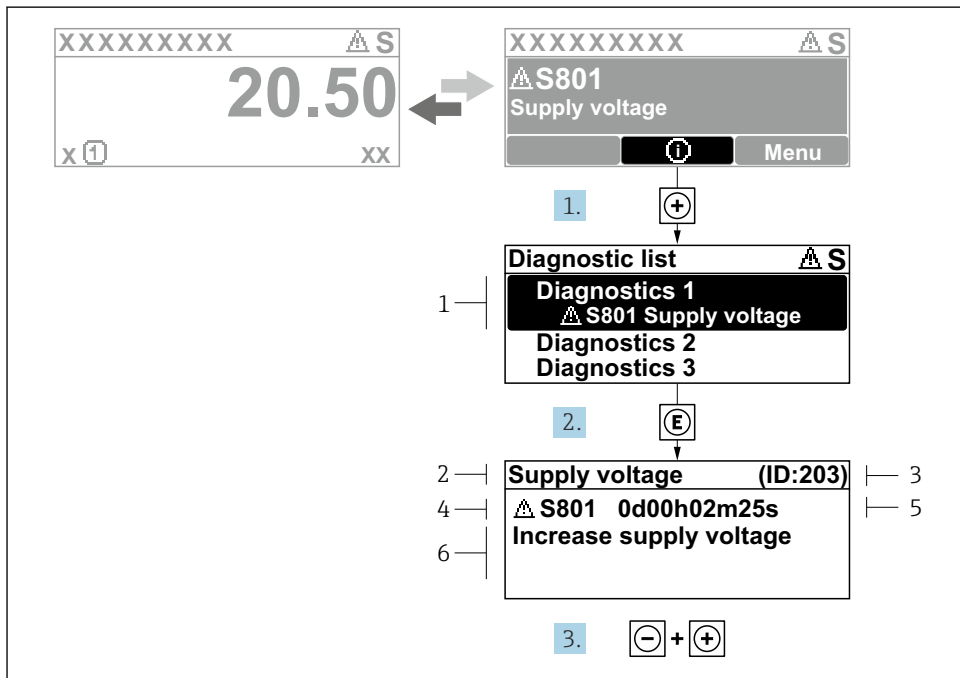 XXXXXXXXX ⚠ S
20.50
x 1 xx
XXXXXXXXX ⚠ S
⚠S801
Supply voltage
i Menu
1. +
Diagnostic list ⚠ S
1
Diagnostics 1
⚠ S801 Supply voltage
Diagnostics 2
Diagnostics 3
2. E
2 Supply voltage (ID:203) 3
4 ⚠ S801 0d00h02m25s 5
6 Increase supply voltage
3. - + +